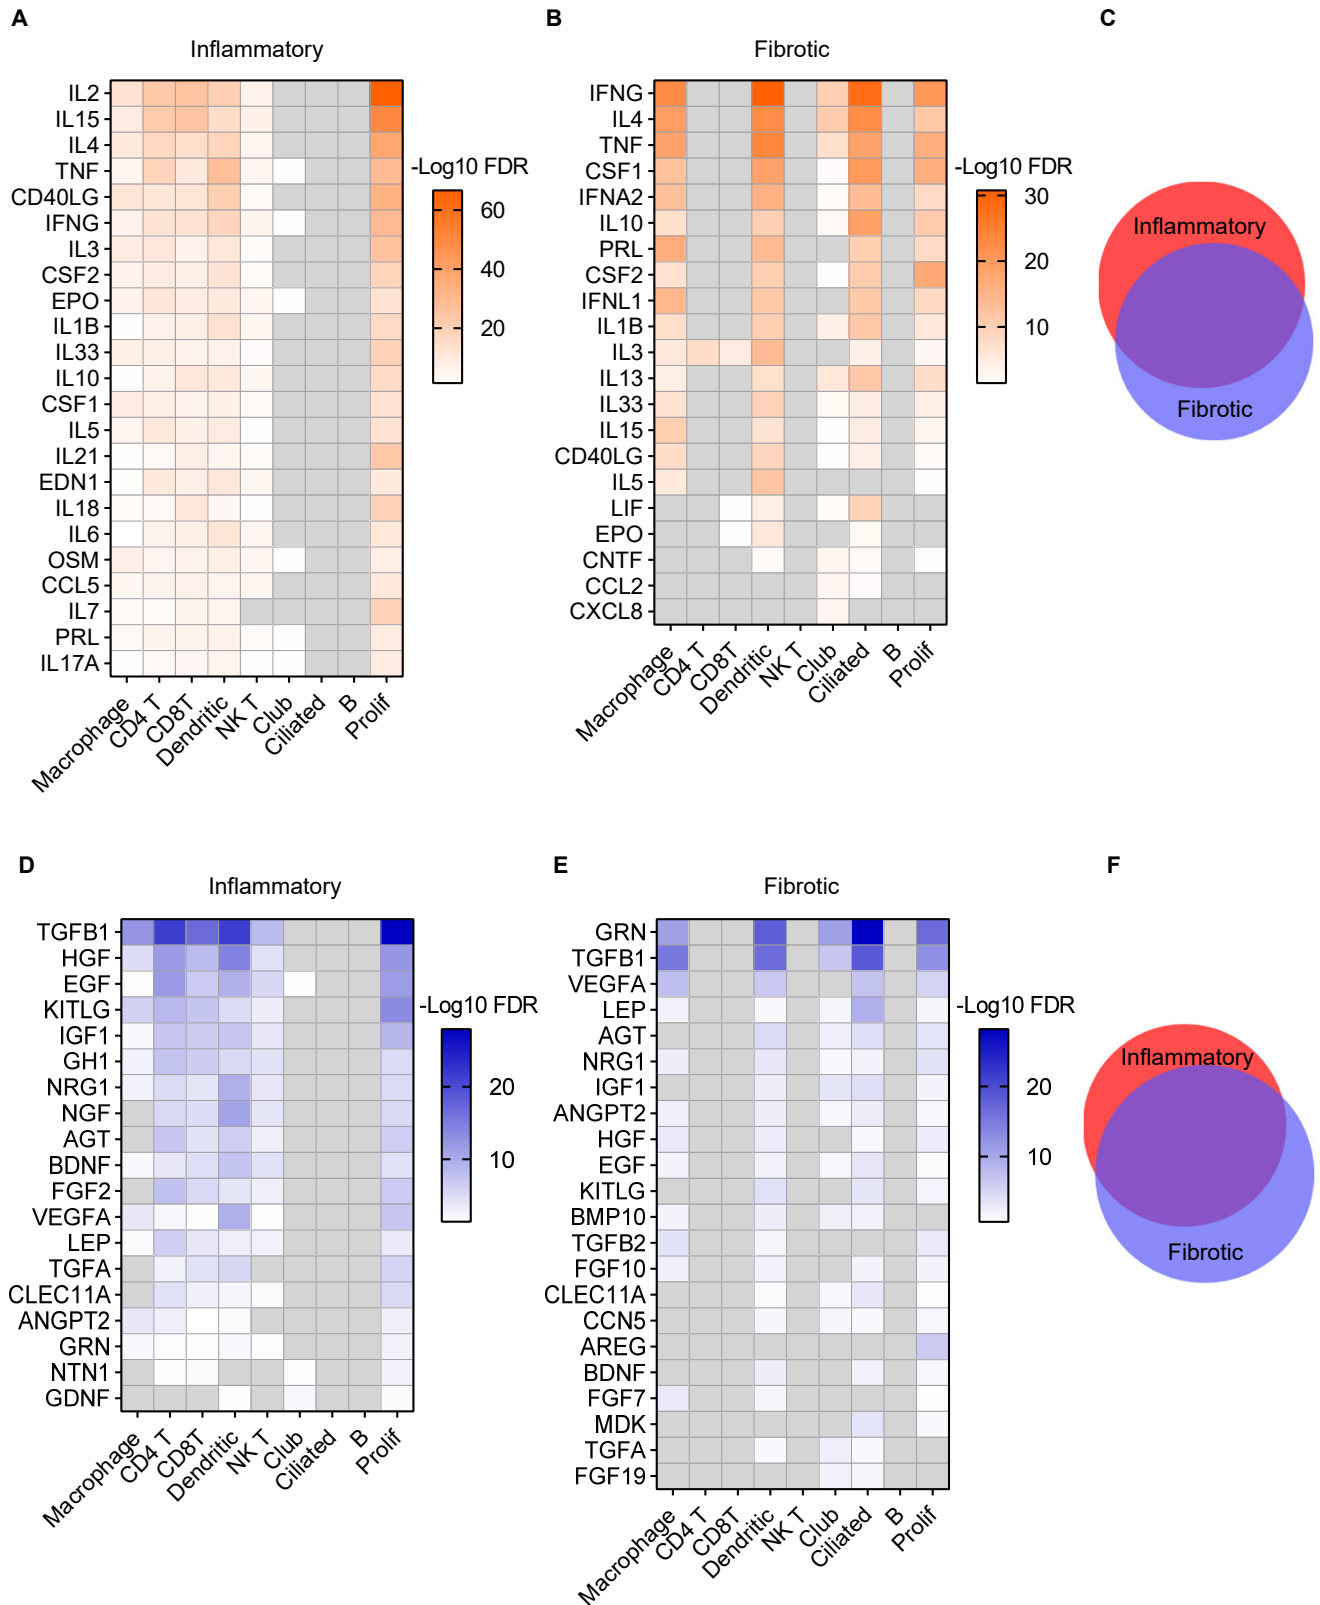 A
B
C
Inflammatory
Fibrotic
IL2
IL15
IL4
TNF
CD40LG
IFNG
IL3
CSF2
EPO
IL1B
IL33
IL10
CSF1
IL5
IL21
EDN1
IL18
IL6
OSM
CCL5
IL7
PRL
IL17A
Macrophage
CD4 T
CD8T
Dendritic
NK T
Club
Ciliated
B
Prolif
-Log10 FDR
60
40
20
IFNG
IL4
TNF
CSF1
IFNA2
IL10
PRL
CSF2
IFNL1
IL1B
IL3
IL13
IL33
IL15
CD40LG
IL5
LIF
EPO
CNTF
CCL2
CXCL8
Macrophage
CD4 T
CD8T
Dendritic
NK T
Club
Ciliated
B
Prolif
-Log10 FDR
30
20
10
Inflammatory
Fibrotic
D
E
F
Inflammatory
Fibrotic
TGFB1
HGF
EGF
KITLG
IGF1
GH1
NRG1
NGF
AGT
BDNF
FGF2
VEGFA
LEP
TGFA
CLEC11A
ANGPT2
GRN
NTN1
GDNF
Macrophage
CD4 T
CD8T
Dendritic
NK T
Club
Ciliated
B
Prolif
-Log10 FDR
20
10
GRN
TGFB1
VEGFA
LEP
AGT
NRG1
IGF1
ANGPT2
HGF
EGF
KITLG
BMP10
TGFB2
FGF10
CLEC11A
CCN5
AREG
BDNF
FGF7
MDK
TGFA
FGF19
Macrophage
CD4 T
CD8T
Dendritic
NK T
Club
Ciliated
B
Prolif
-Log10 FDR
20
10
Inflammatory
Fibrotic